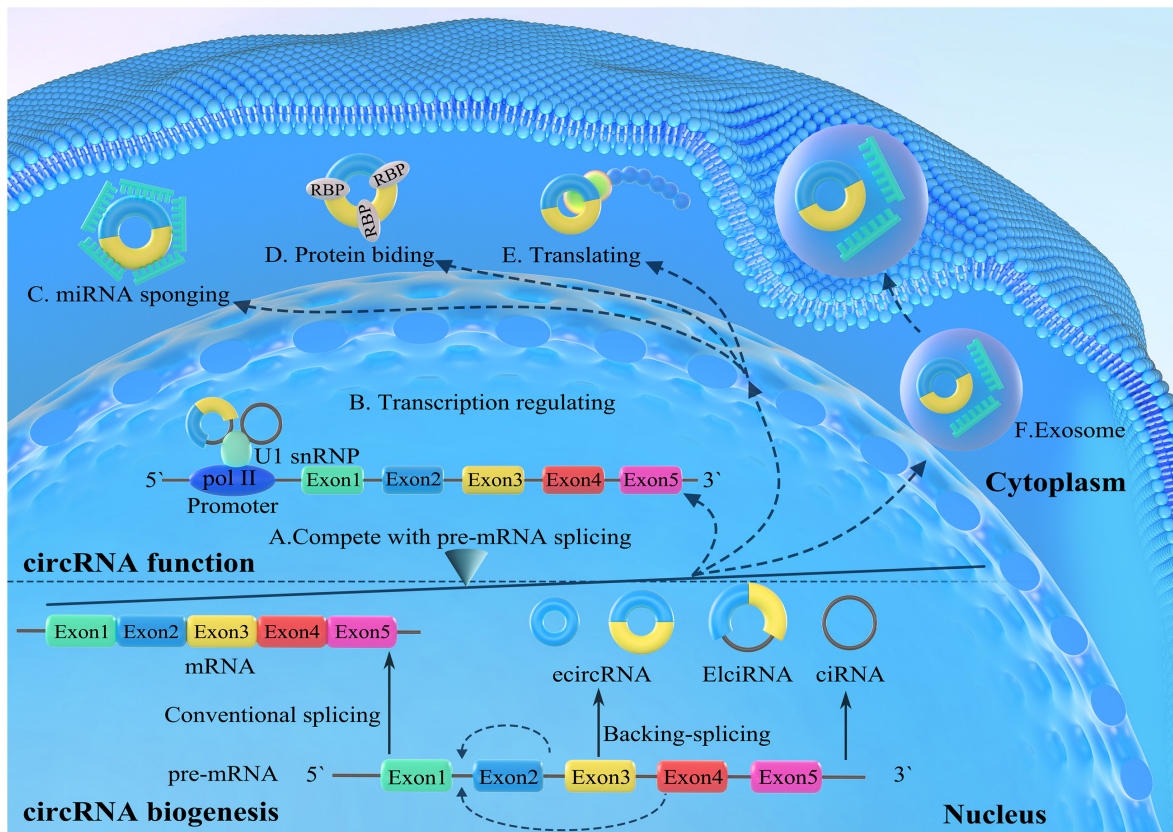 RBP
RBP
RBP
D. Protein biding
E. Translating
C. miRNA sponging
B. Transcription regulating
F.Exosome
U1 snRNP
5` pol II Exon1 Exon2 Exon3 Exon4 Exon5 3`
Promoter
Cytoplasm
A.Compete with pre-mRNA splicing
circRNA function
Exon1 Exon2 Exon3 Exon4 Exon5
mRNA
ecircRNA
ElciRNA
ciRNA
Conventional splicing
Backing-splicing
pre-mRNA 5` Exon1 Exon2 Exon3 Exon4 Exon5 3`
circRNA biogenesis
Nucleus